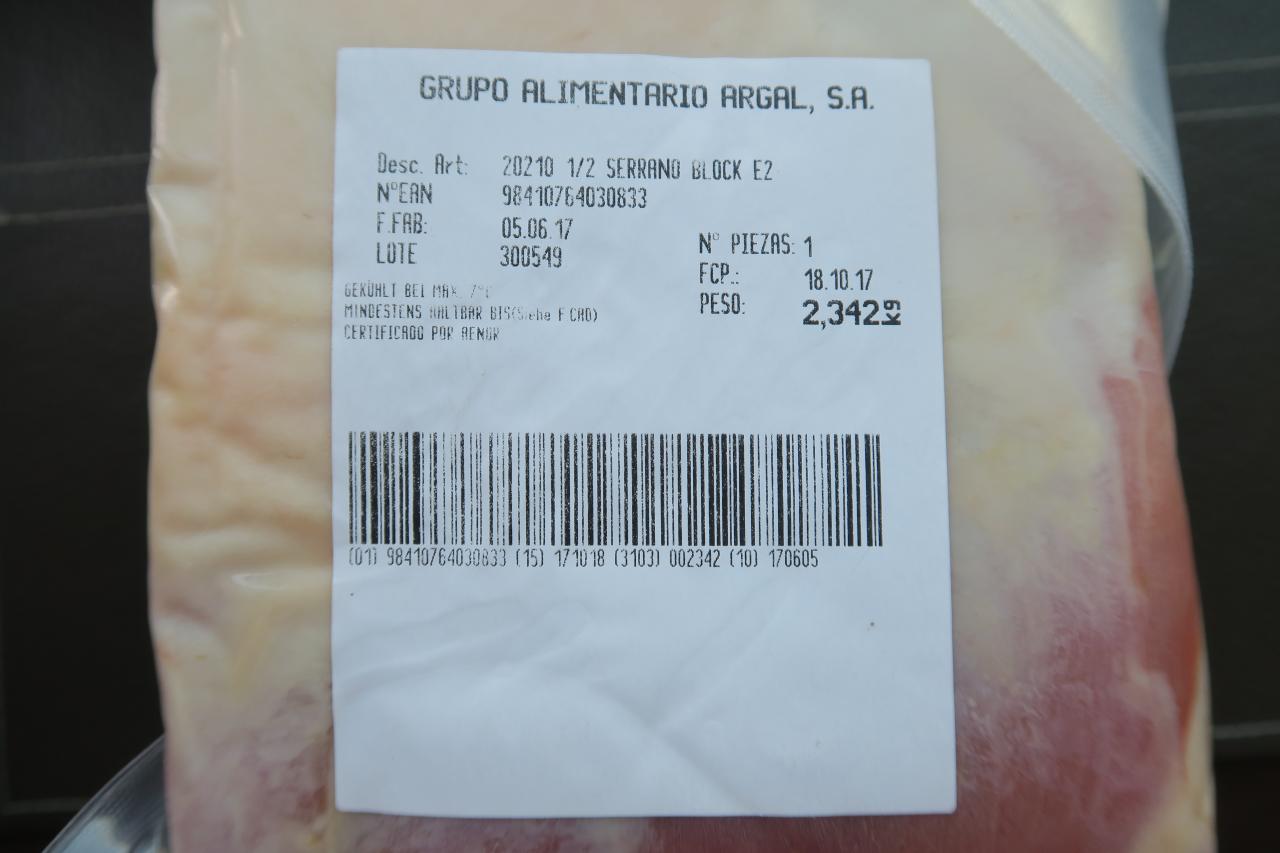 GRUPO ALIMENTARIO ARGAL, S.A.
Desc. Art: 20210 1/2 SERRANO BLOCK E2
NºEAN 98410764030833
F.FAB: 05.06.17
LOTE 300549
Nº PIEZAS: 1
FCP.: 18.10.17
PESO: 2,342 kg
GEKÜHLT BEI MAX. 7°C
MINDESTENS HALTBAR BIS(Siehe F.CAD)
CERTIFICADO POR AENOR
(01) 98410764030833 (15) 171018 (3103) 002342 (10) 170605